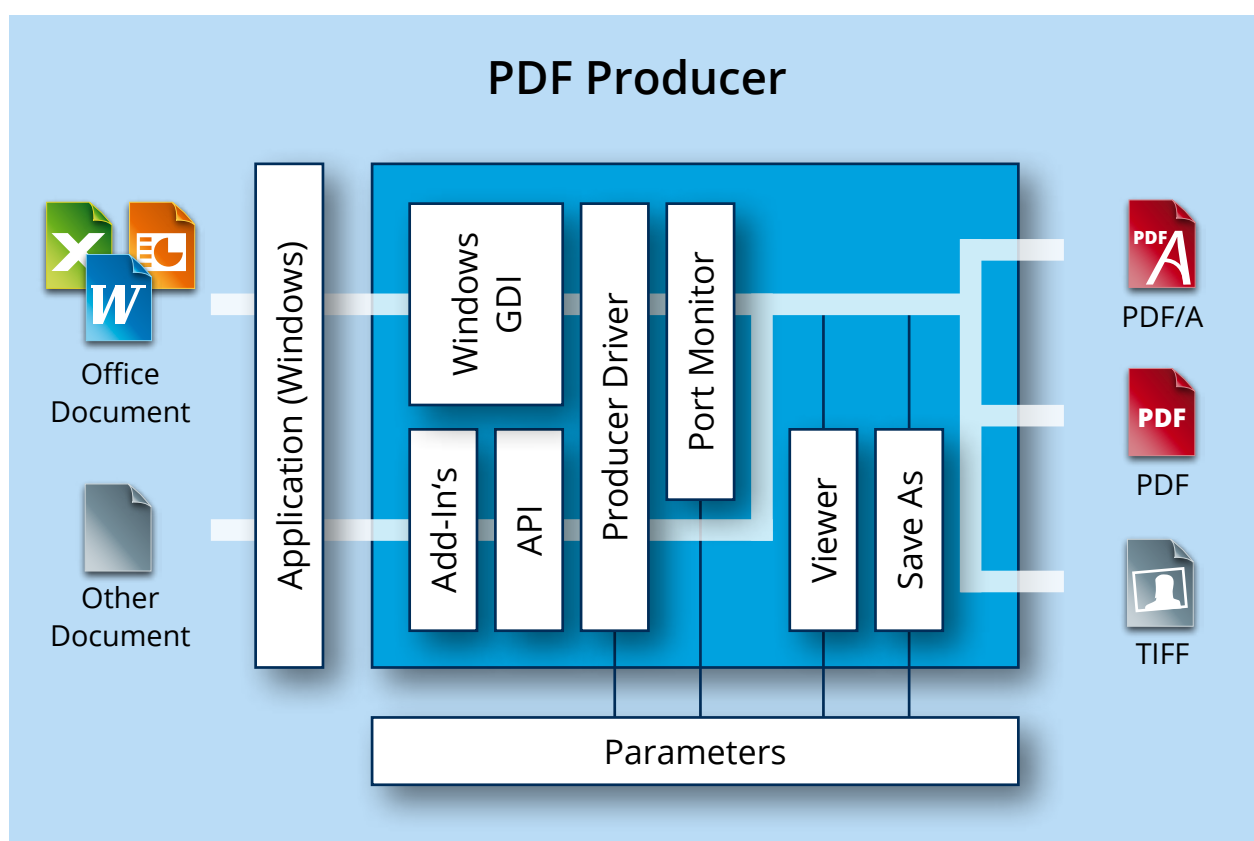 PDF Producer
X
W
Office
Document
Other
Document
Application (Windows)
Windows
GDI
Add-In‘s
API
Producer Driver
Port Monitor
Viewer
Save As
Parameters
PDF
A
PDF/A
PDF
PDF
TIFF